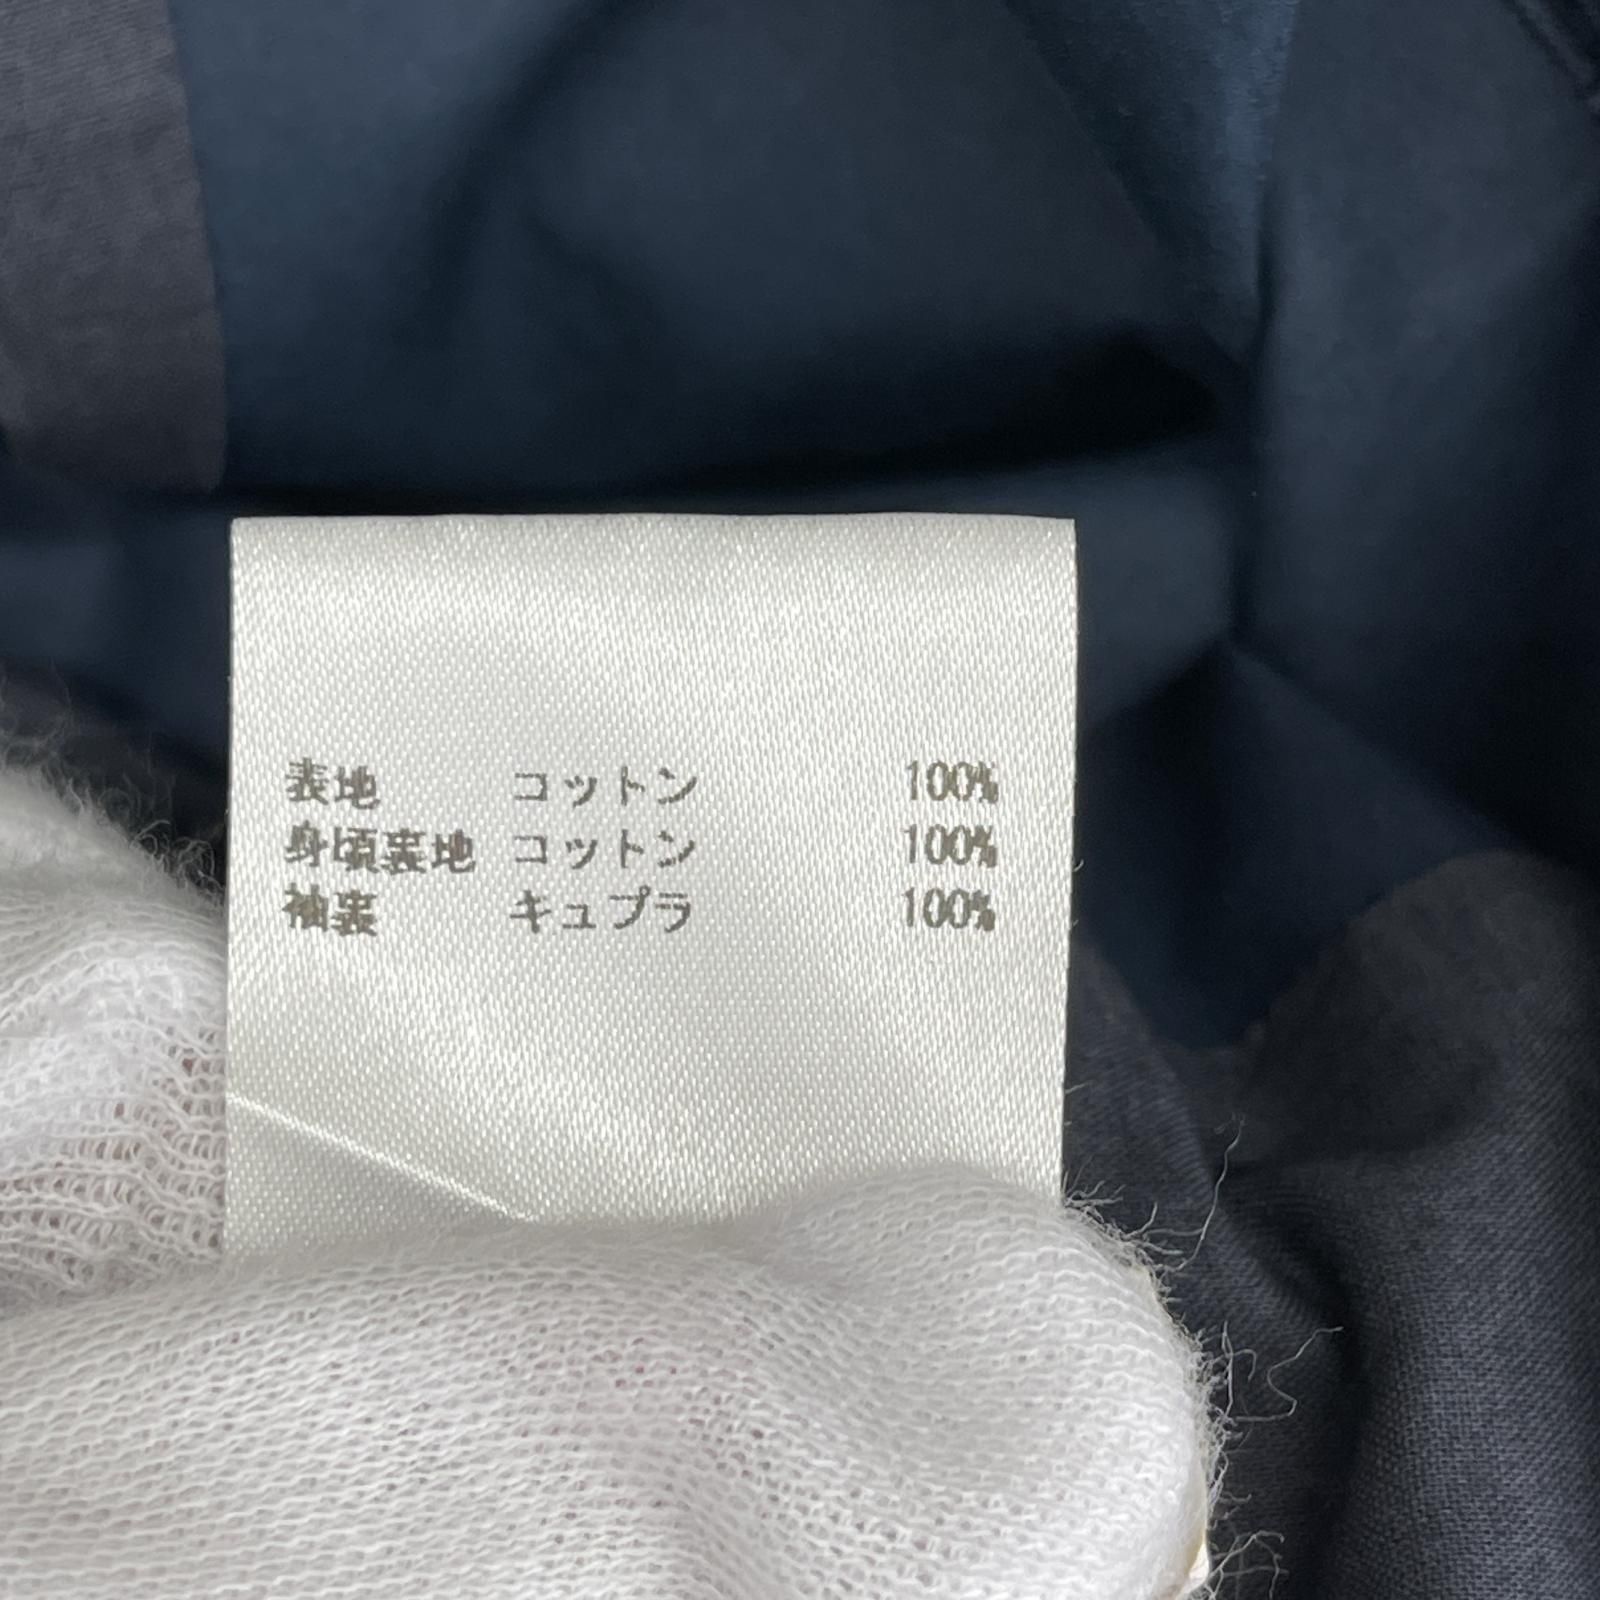 表地 コットン 100%
身頃裏地 コットン 100%
袖裏 キュプラ 100%